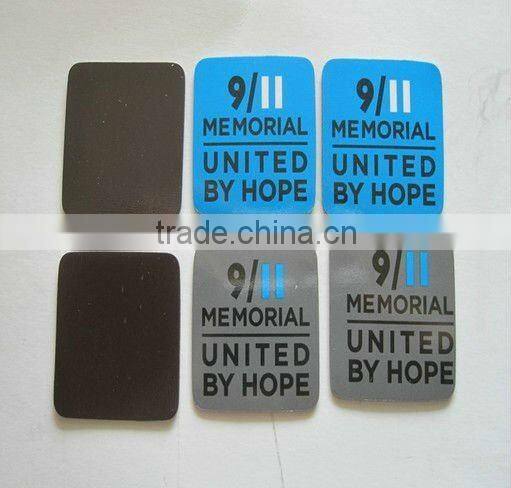 9/11
MEMORIAL
UNITED
BY HOPE
9/11
MEMORIAL
UNITED
BY HOPE
trade.china.cn
9/11
MEMORIAL
UNITED
BY HOPE
9/11
MEMORIAL
UNITED
BY HOPE